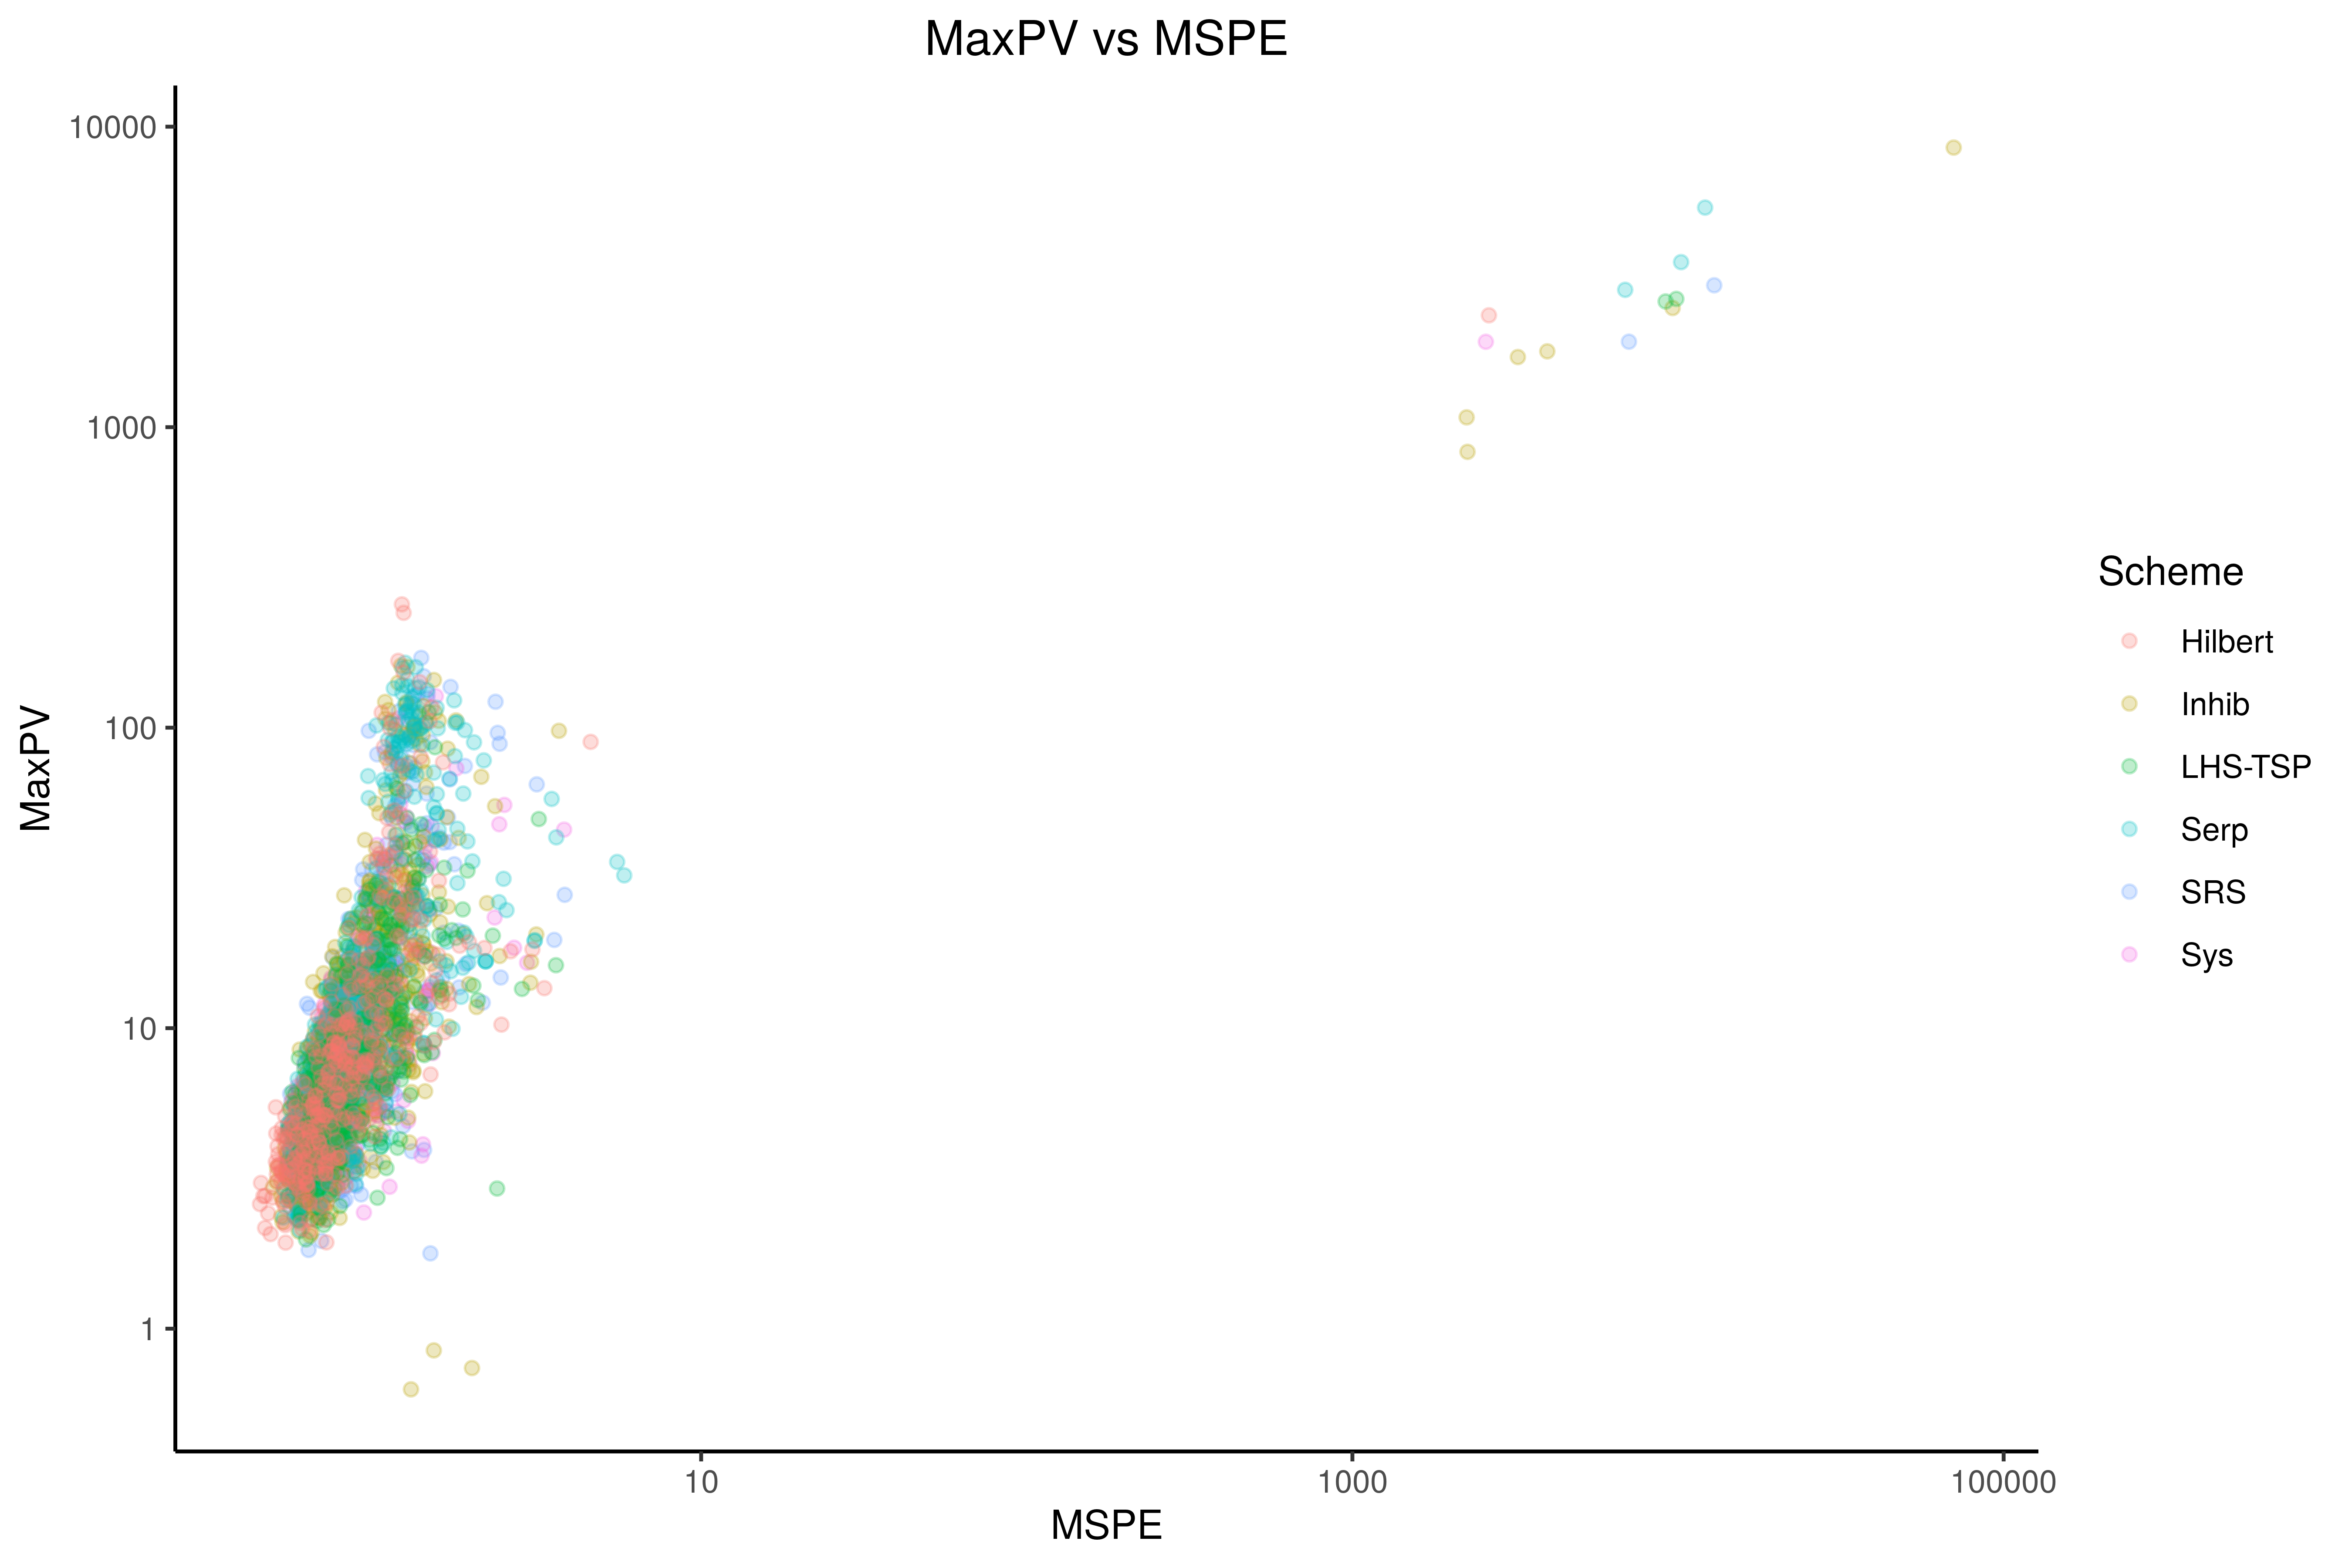 MaxPV vs MSPE
10000
1000
100
10
1
MaxPV
10
1000
100000
MSPE
Scheme
Hilbert
Inhib
LHS-TSP
Serp
SRS
Sys